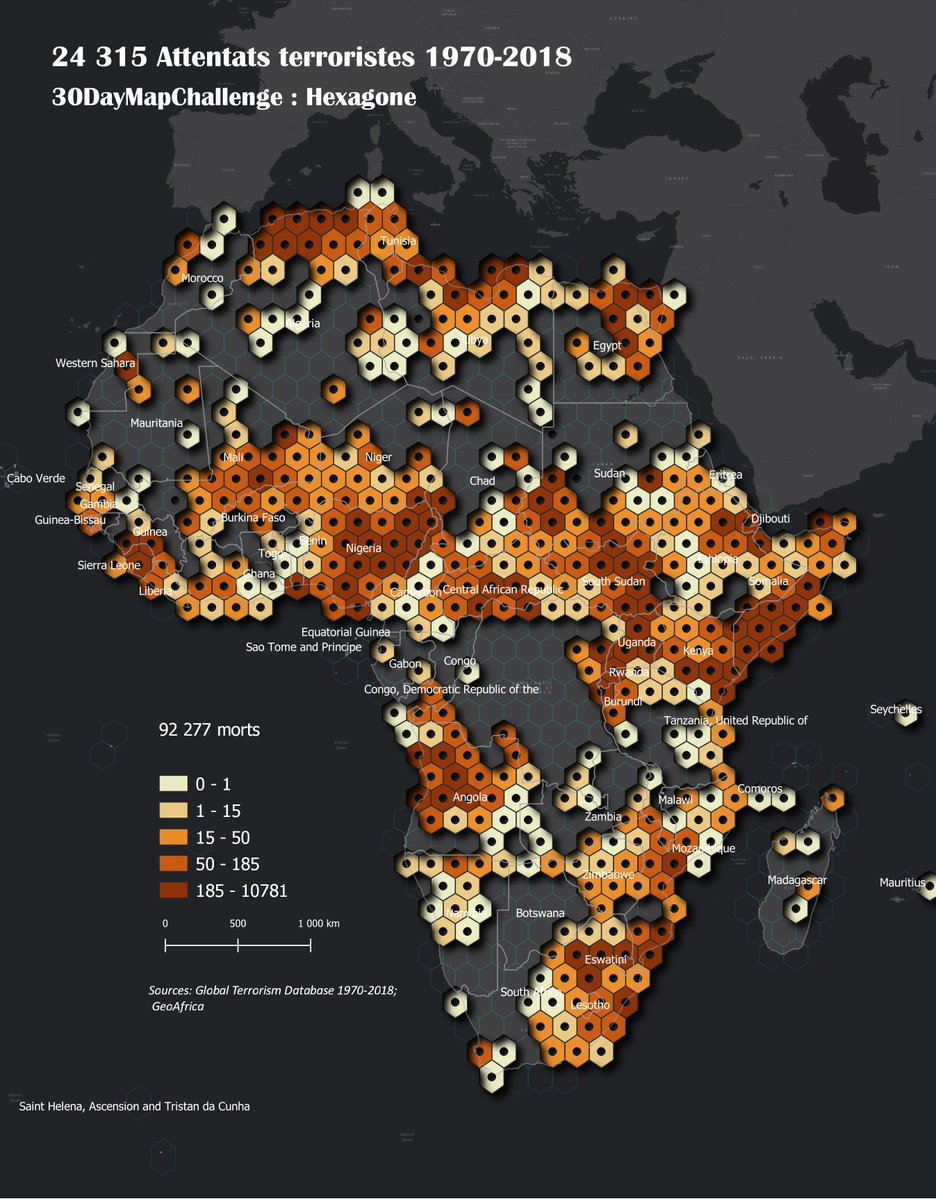 24 315 Attentats terroristes 1970-2018
30DayMapChallenge : Hexagone
UKRAINE
TURKEY
IRAN
SAUDI ARABIA
Tunisia
Morocco
Libya
Egypt
Western Sahara
Mauritania
Mali
Niger
Chad
Sudan
Eritrea
Cabo Verde
Senegal
Gambia
Guinea-Bissau
Guinea
Burkina Faso
Benin
Togo
Ghana
Nigeria
Djibouti
Ethiopia
Somalia
Sierra Leone
Liberia
Cameroon
Central African Republic
South Sudan
Equatorial Guinea
Sao Tome and Principe
Gabon
Congo
Uganda
Kenya
Rwanda
Burundi
Congo, Democratic Republic of the
Tanzania, United Republic of
Seychelles
92 277 morts
0 - 1
1 - 15
15 - 50
50 - 185
185 - 10781
0 500 1 000 km
Angola
Zambia
Malawi
Comoros
Mozambique
Zimbabwe
Madagascar
Mauritius
Namibia
Botswana
Eswatini
South Africa
Lesotho
Sources: Global Terrorism Database 1970-2018;
GeoAfrica
Saint Helena, Ascension and Tristan da Cunha